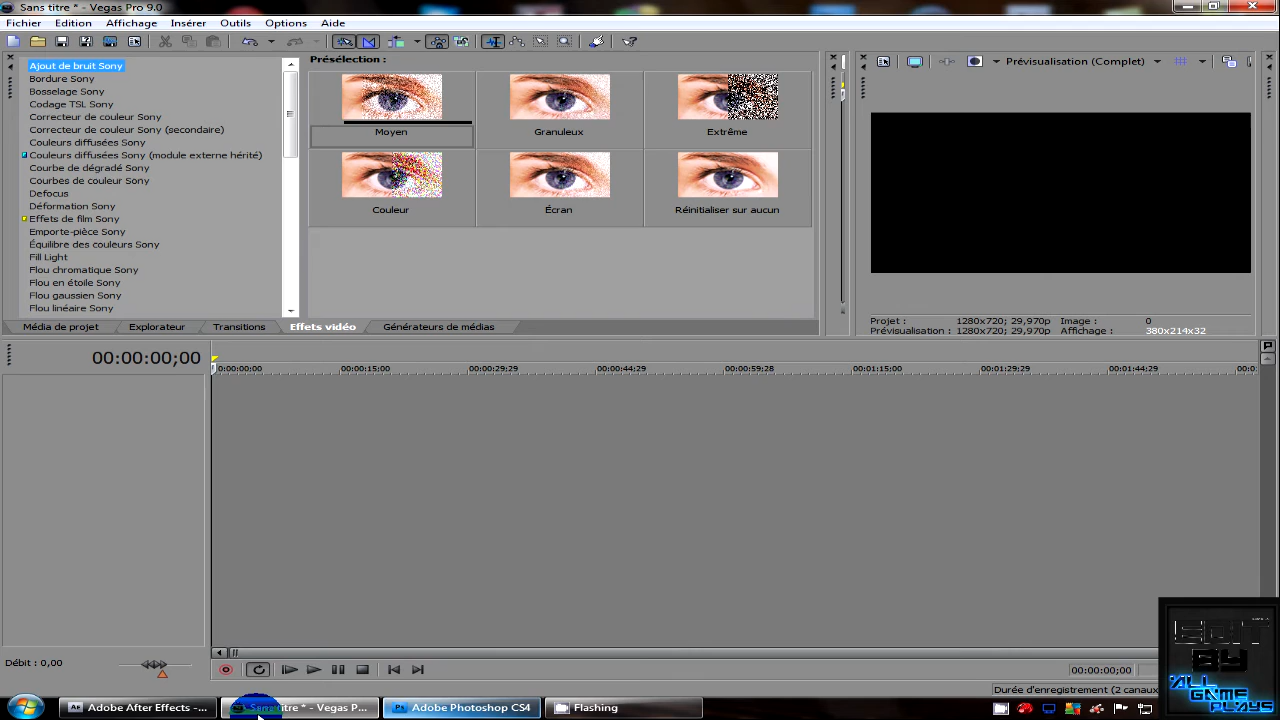 Sans titre * - Vegas Pro 9.0
Fichier Edition Affichage Insérer Outils Options Aide
Ajout de bruit Sony
Bordure Sony
Bosselage Sony
Codage TSL Sony
Correcteur de couleur Sony
Correcteur de couleur Sony (secondaire)
Couleurs diffusées Sony
Couleurs diffusées Sony (module externe hérité)
Courbe de dégradé Sony
Courbes de couleur Sony
Defocus
Déformation Sony
Effets de film Sony
Emporte-pièce Sony
Équilibre des couleurs Sony
Fill Light
Flou chromatique Sony
Flou en étoile Sony
Flou gaussien Sony
Flou linéaire Sony
Présélection :
Moyen Granuleux Extrême
Couleur Écran Réinitialiser sur aucun
Prévisualisation (Complet)
Projet : 1280x720; 29,970p Image : 0
Prévisualisation : 1280x720; 29,970p Affichage : 380x214x32
Média de projet Explorateur Transitions Effets vidéo Générateurs de médias
00:00:00;00
0:00:00:00 00:00:15:00 00:00:29:29 00:00:44:29 00:00:59:28 00:01:15:00 00:01:29:29 00:01:44:29 00:0
Débit : 0,00
00:00:00;00
Durée d'enregistrement (2 canaux
EDIT
BY
ALL
GAME
PLAYS
Adobe After Effects -... Sans titre * - Vegas P... Adobe Photoshop CS4 Flashing